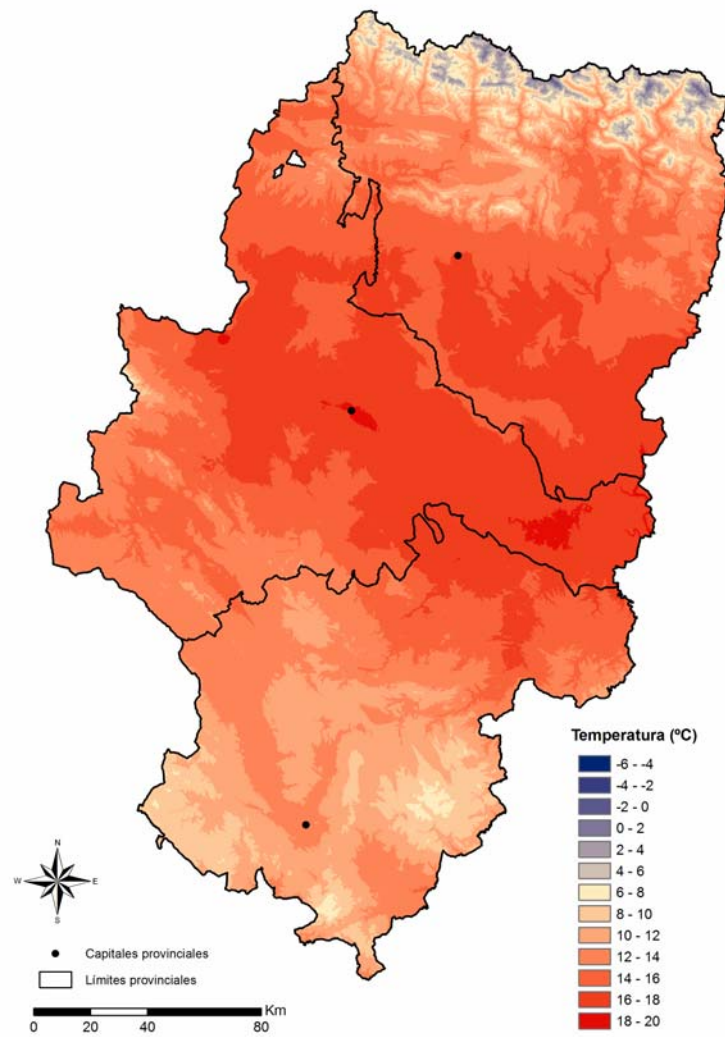 Temperatura (ºC)
-6 - -4
-4 - -2
-2 - 0
0 - 2
2 - 4
4 - 6
6 - 8
8 - 10
10 - 12
12 - 14
14 - 16
16 - 18
18 - 20
N
W E
S
Capitales provinciales
Límites provinciales
Km
0 20 40 80